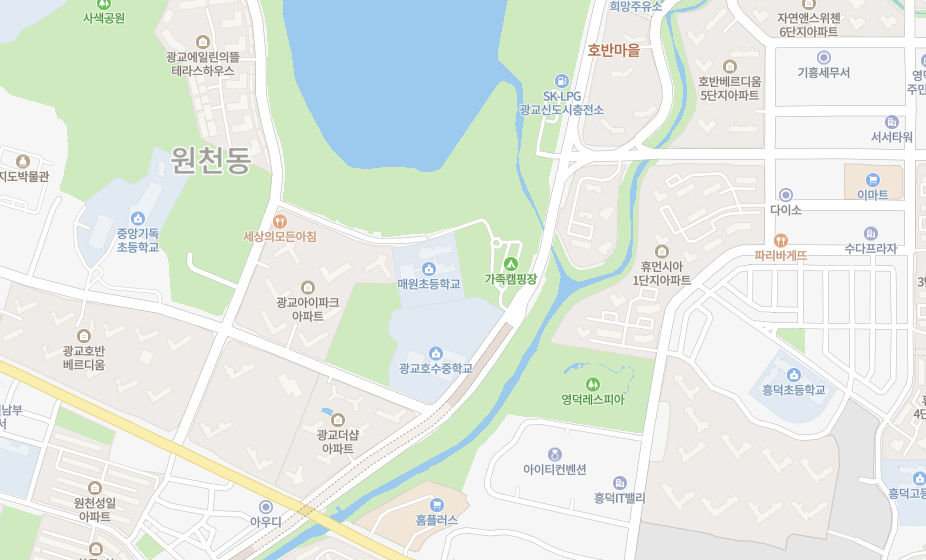 사색공원
희망주유소
자연앤스위첸
6단지아파트
광교에일린의뜰
테라스하우스
호반마을
기흥세무서
호반베르디움
5단지아파트
SK-LPG
광교신도시충전소
서서타워
원천동
지도박물관
이마트
다이소
중앙기독
초등학교
세상의모든아침
수다프라자
파리바게뜨
매원초등학교
가족캠핑장
휴먼시아
1단지아파트
광교아이파크
아파트
광교호반
베르디움
광교호수중학교
흥덕초등학교
영덕레스피아
남부
서
광교더샵
아파트
4단
아이티컨벤션
흥덕IT밸리
흥덕고등
원천성일
아파트
아우디
홈플러스